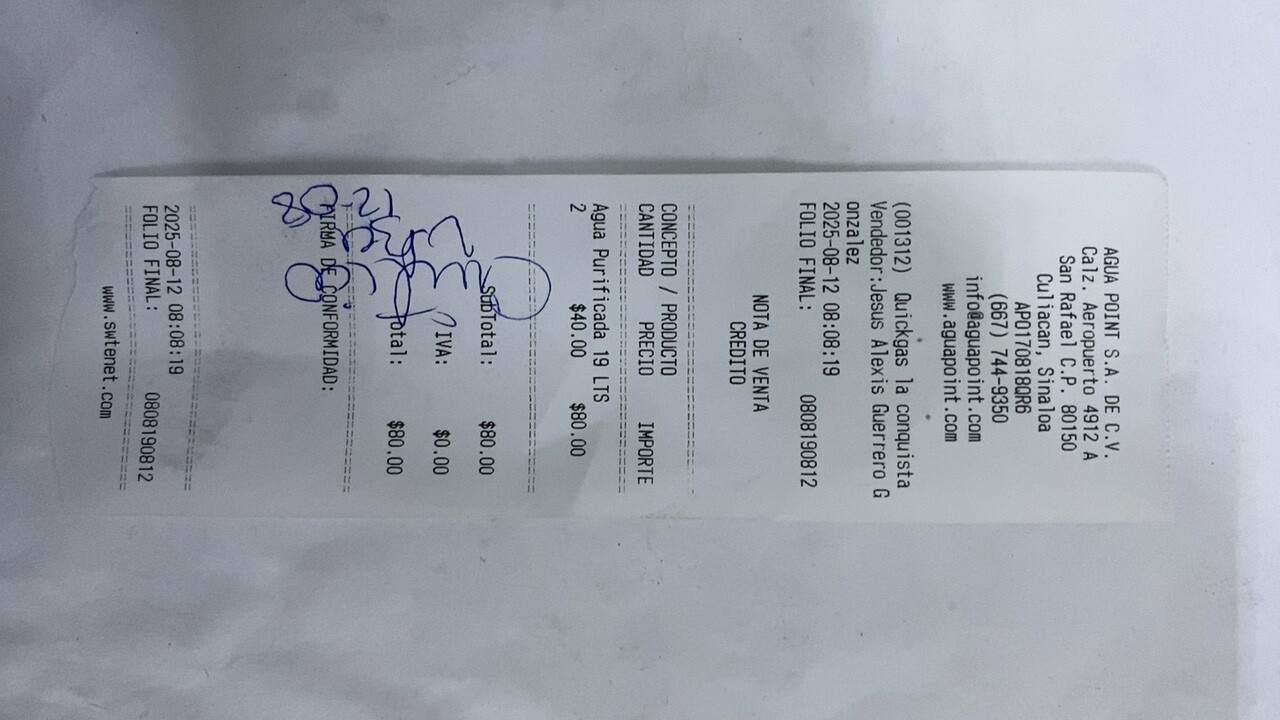 AGUA POINT S.A. DE C.V.
Calz. Aeropuerto 4912 A
San Rafael C.P. 80150
Culiacan, Sinaloa
APO170818QR6
(667) 744-9350
info@aguapoint.com
www.aguapoint.com
(001312) Quickgas la conquista
Vendedor:Jesus Alexis Guerrero G
onzalez
2025-08-12 08:08:19
FOLIO FINAL: 0808190812
NOTA DE VENTA
CREDITO
CONCEPTO / PRODUCTO
CANTIDAD PRECIO IMPORTE
Agua Purificada 19 LTS
2 $40.00 $80.00
SubTotal: $80.00
IVA: $0.00
Total: $80.00
FIRMA DE CONFORMIDAD:
2025-08-12 08:08:19
FOLIO FINAL: 0808190812
www.swtenet.com